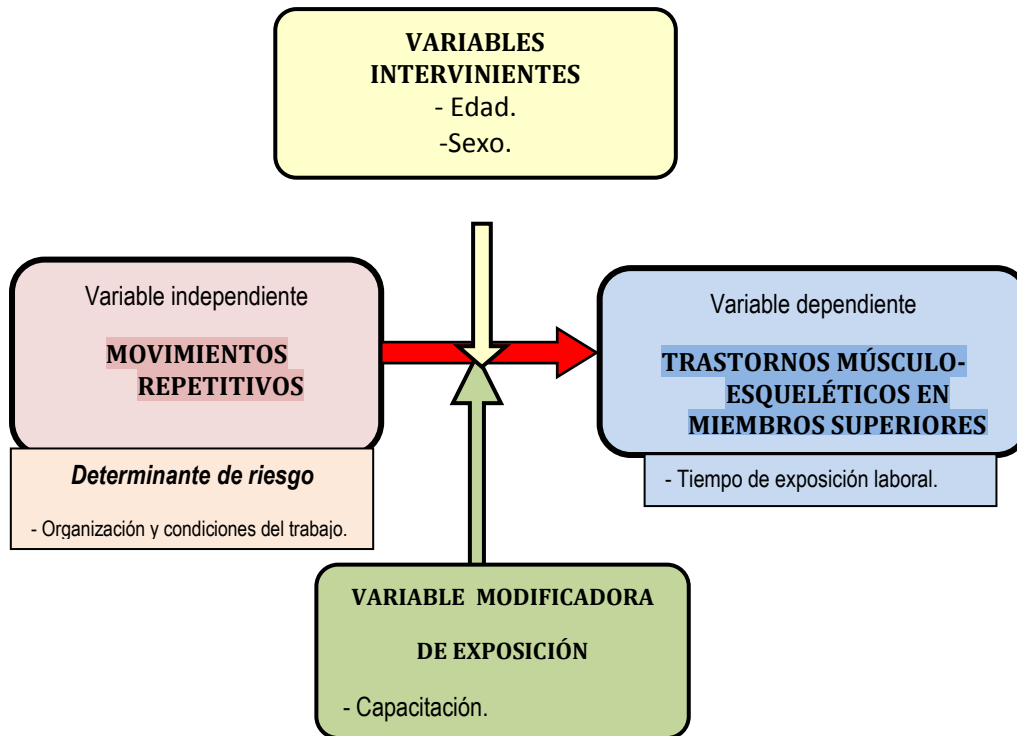 VARIABLES
INTERVINIENTES
- Edad.
-Sexo.
Variable independiente
MOVIMIENTOS
REPETITIVOS
Determinante de riesgo
- Organización y condiciones del trabajo.
Variable dependiente
TRASTORNOS MÚSCULO-
ESQUELÉTICOS EN
MIEMBROS SUPERIORES
- Tiempo de exposición laboral.
VARIABLE MODIFICADORA
DE EXPOSICIÓN
- Capacitación.